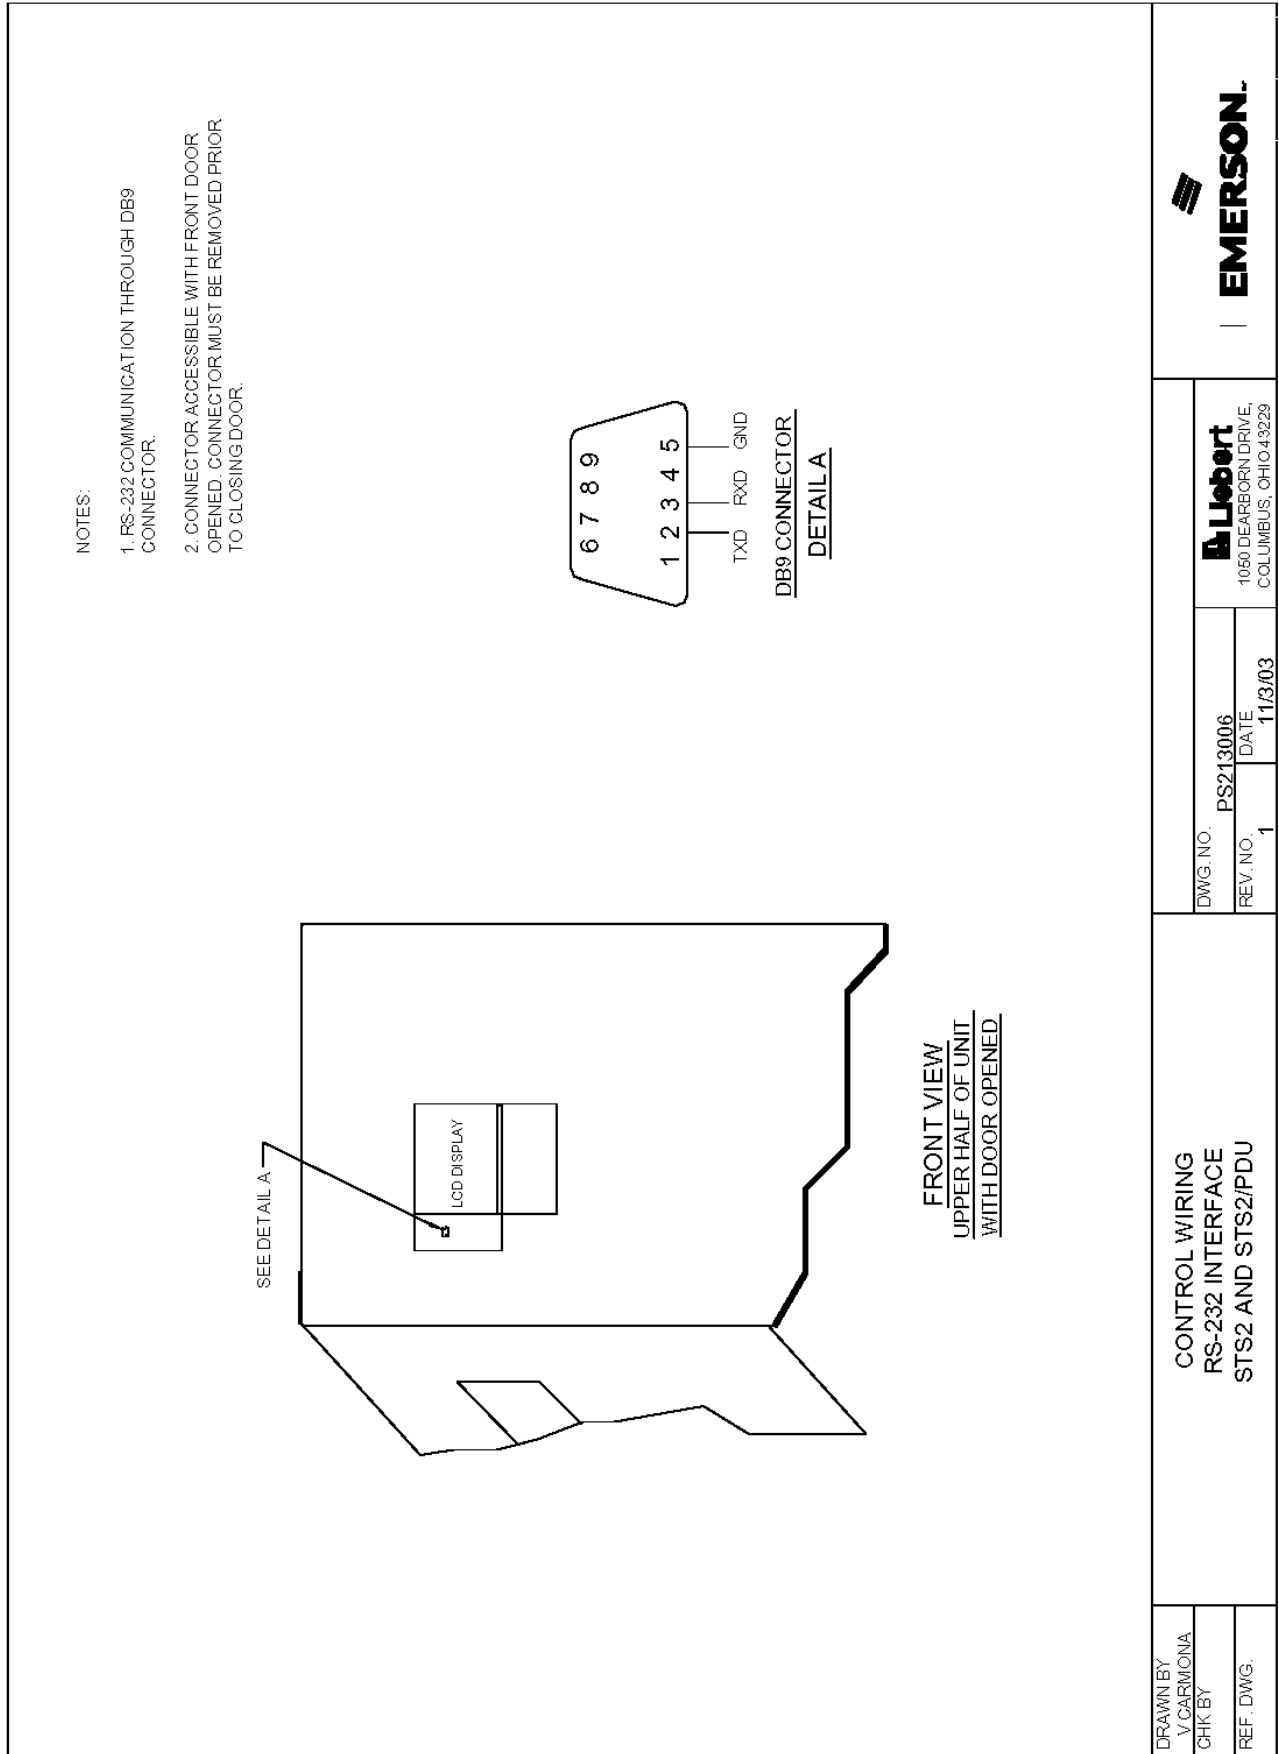 NOTES:
1. RS-232 COMMUNICATION THROUGH DB9
CONNECTOR.
2. CONNECTOR ACCESSIBLE WITH FRONT DOOR
OPENED. CONNECTOR MUST BE REMOVED PRIOR
TO CLOSING DOOR.
SEE DETAIL A
LCD DISPLAY
FRONT VIEW
UPPER HALF OF UNIT
WITH DOOR OPENED
6 7 8 9
1 2 3 4 5
TXD RXD GND
DB9 CONNECTOR
DETAIL A
DRAWN BY
V CARMONA
CHK BY
REF. DWG.
CONTROL WIRING
RS-232 INTERFACE
STS2 AND STS2/PDU
DWG. NO.
PS213006
REV. NO.
1
DATE
11/3/03
Liebert
1050 DEARBORN DRIVE,
COLUMBUS, OHIO 43229
EMERSON™